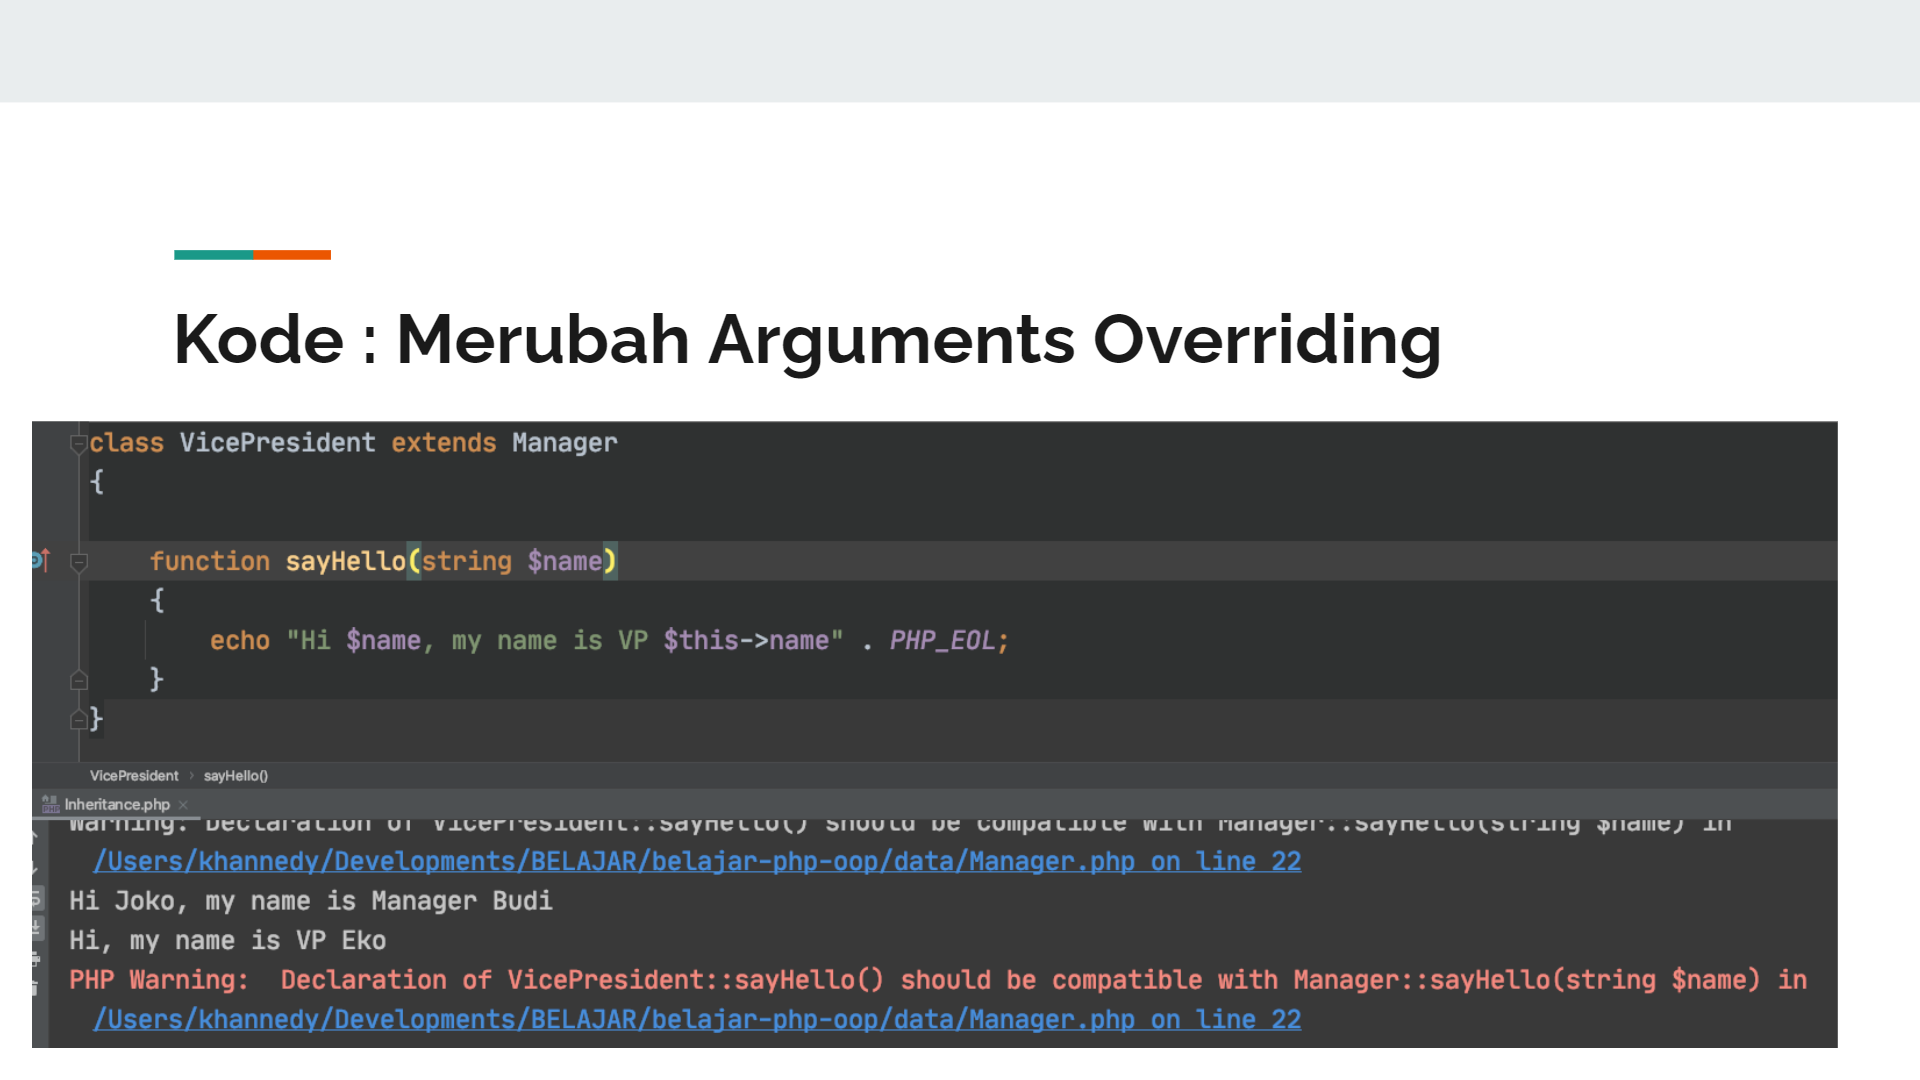 Kode : Merubah Arguments Overriding
class VicePresident extends Manager
{
function sayHello(string $name)
{
echo "Hi $name, my name is VP $this->name" . PHP_EOL;
}
}
VicePresident › sayHello()
Inheritance.php ×
Warning: Declaration of VicePresident::sayHello() should be compatible with Manager::sayHello(string $name) in
/Users/khannedy/Developments/BELAJAR/belajar-php-oop/data/Manager.php on line 22
Hi Joko, my name is Manager Budi
Hi, my name is VP Eko
PHP Warning:  Declaration of VicePresident::sayHello() should be compatible with Manager::sayHello(string $name) in
/Users/khannedy/Developments/BELAJAR/belajar-php-oop/data/Manager.php on line 22